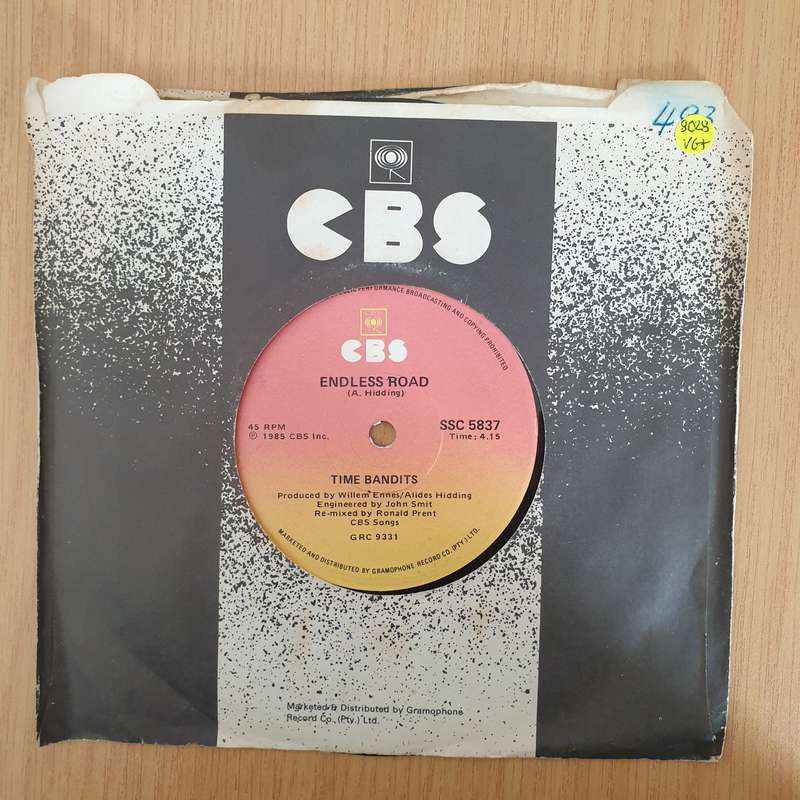 3028
VG+
CBS
PERFORMANCE BROADCASTING AND COPYING PROHIBITED
CBS
ENDLESS ROAD
(A. Hidding)
45 RPM
℗ 1985 CBS Inc.
SSC 5837
Time: 4.15
TIME BANDITS
Produced by Willem Ennes/Alides Hidding
Engineered by John Smit
Re-mixed by Ronald Prent
CBS Songs
GRC 9331
MARKETED AND DISTRIBUTED BY GRAMOPHONE RECORD CO. (PTY.) LTD.
Marketed & Distributed by Gramophone
Record Co. (Pty.) Ltd.